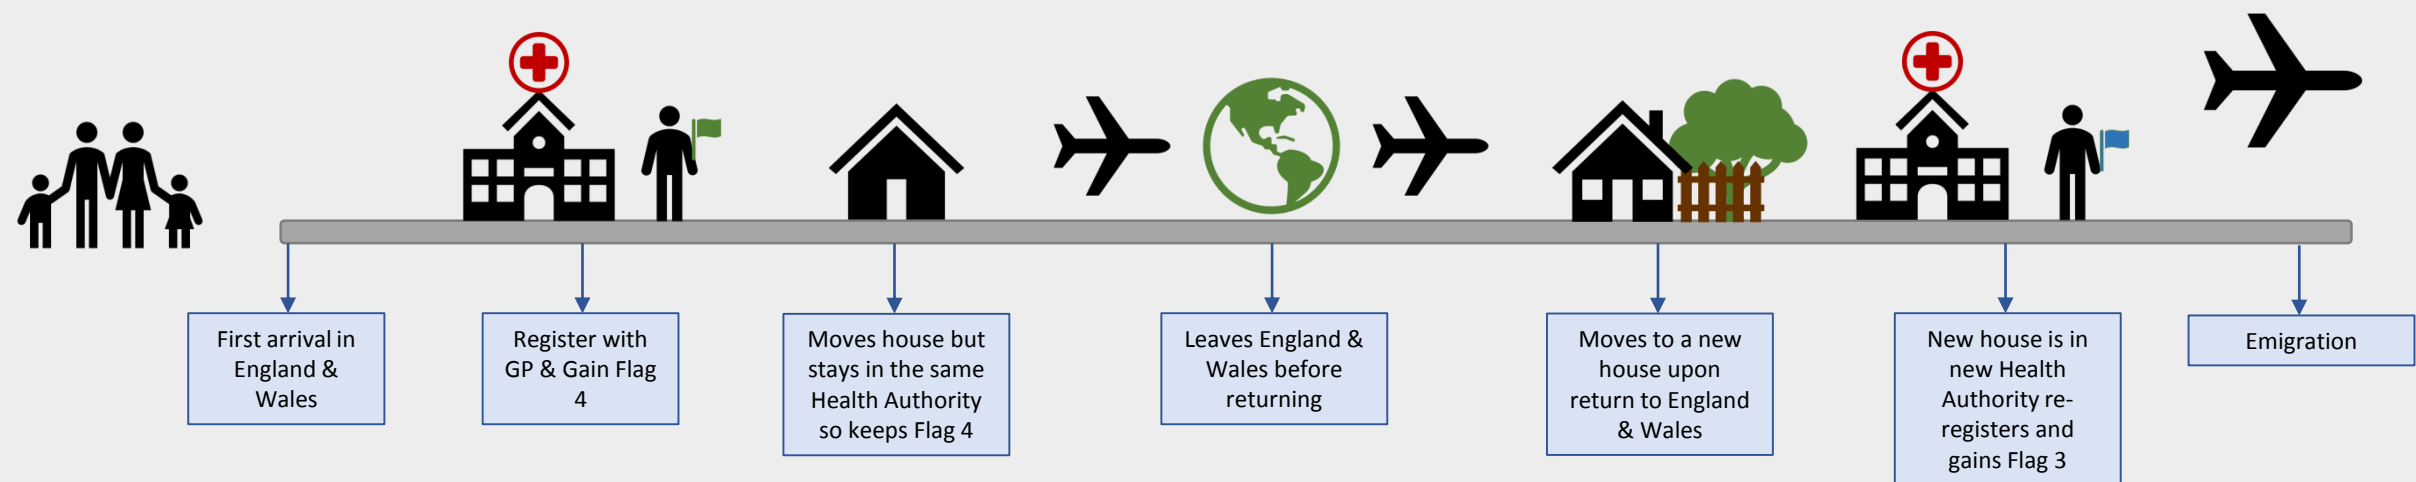 First arrival in
England &
Wales
Register with
GP & Gain Flag
4
Moves house but
stays in the same
Health Authority
so keeps Flag 4
Leaves England &
Wales before
returning
Moves to a new
house upon
return to England
& Wales
New house is in
new Health
Authority re-
registers and
gains Flag 3
Emigration